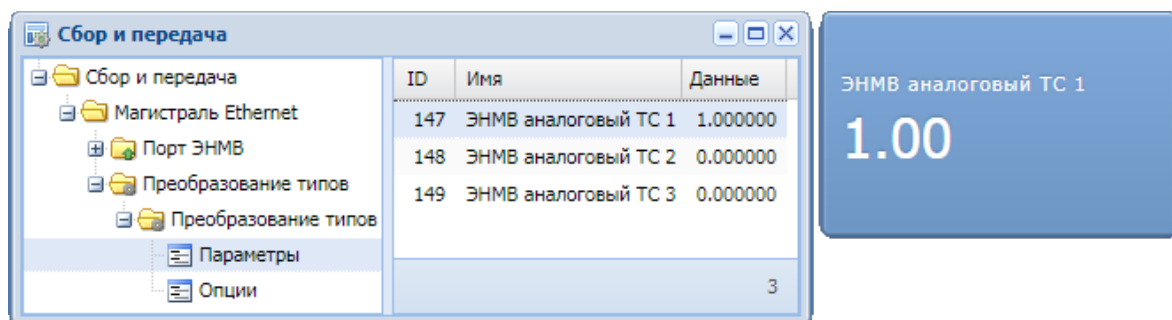 Сбор и передача
Сбор и передача
Магистраль Ethernet
Порт ЭНМВ
Преобразование типов
Преобразование типов
Параметры
Опции
ID Имя Данные
147 ЭНМВ аналоговый ТС 1 1.000000
148 ЭНМВ аналоговый ТС 2 0.000000
149 ЭНМВ аналоговый ТС 3 0.000000
3
ЭНМВ аналоговый ТС 1
1.00